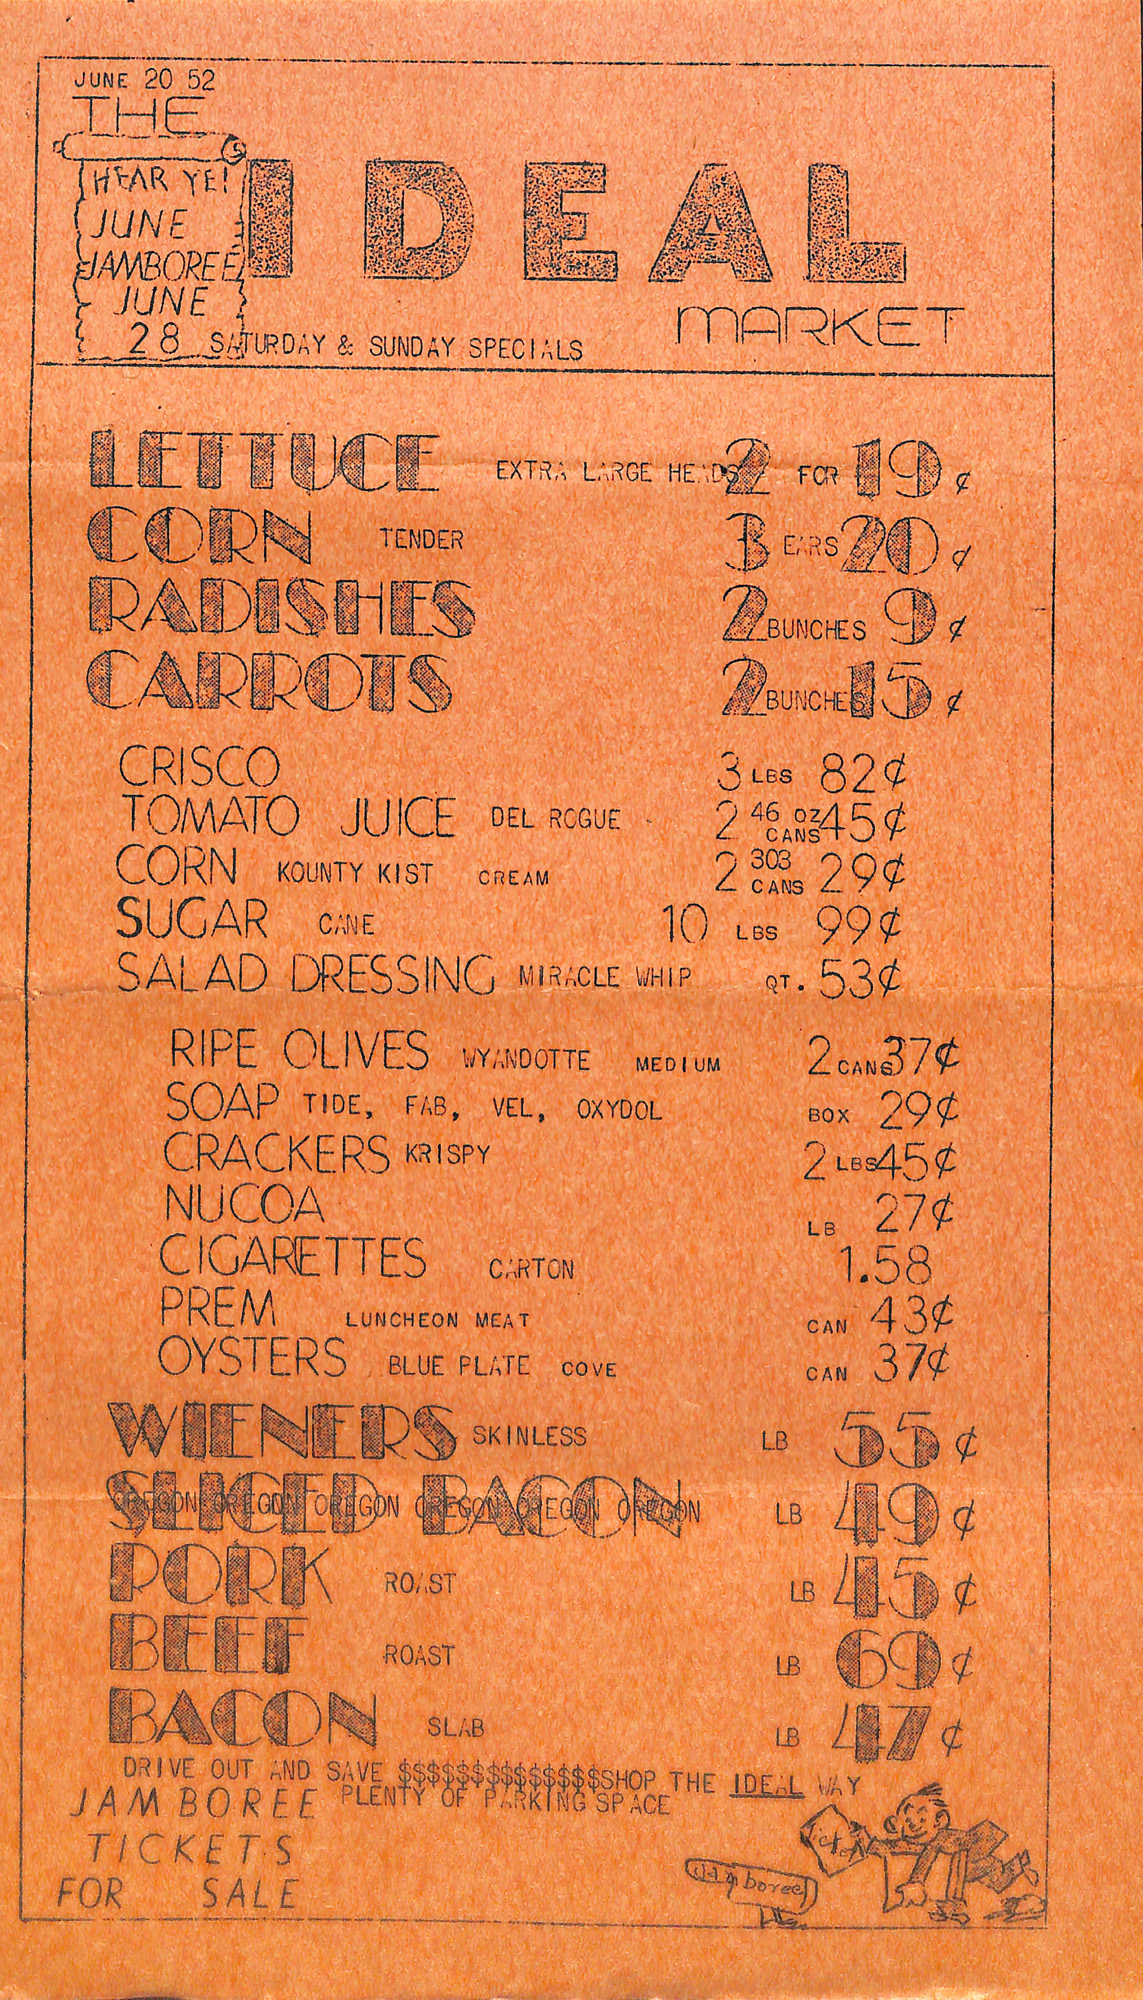 JUNE 20 52
THE
IDEAL
MARKET
HEAR YE!
JUNE
JAMBOREE
JUNE
28
SATURDAY & SUNDAY SPECIALS
LETTUCE EXTRA LARGE HEADS 2 FOR 19¢
CORN TENDER 3 EARS 20¢
RADISHES 2 BUNCHES 9¢
CARROTS 2 BUNCHES 15¢
CRISCO 3 LBS 82¢
TOMATO JUICE DEL ROGUE - 2 46 OZ CANS 45¢
CORN KOUNTY KIST CREAM 2 303 CANS 29¢
SUGAR CANE 10 LBS 99¢
SALAD DRESSING MIRACLE WHIP QT. 53¢
RIPE OLIVES WYANDOTTE MEDIUM 2 CANS 37¢
SOAP TIDE, FAB, VEL, OXYDOL BOX 29¢
CRACKERS KRISPY 2 LBS 45¢
NUCOA LB 27¢
CIGARETTES CARTON 1.58
PREM LUNCHEON MEAT CAN 43¢
OYSTERS BLUE PLATE COVE CAN 37¢
WIENERS SKINLESS LB 55¢
SLICED BACON OREGON OREGON OREGON OREGON OREGON OREGON LB 49¢
PORK ROAST LB 45¢
BEEF ROAST LB 69¢
BACON SLAB LB 47¢
DRIVE OUT AND SAVE $$$$$$$$$$$$$$SHOP THE IDEAL WAY
PLENTY OF PARKING SPACE
JAMBOREE
TICKETS
FOR SALE
Jamboree